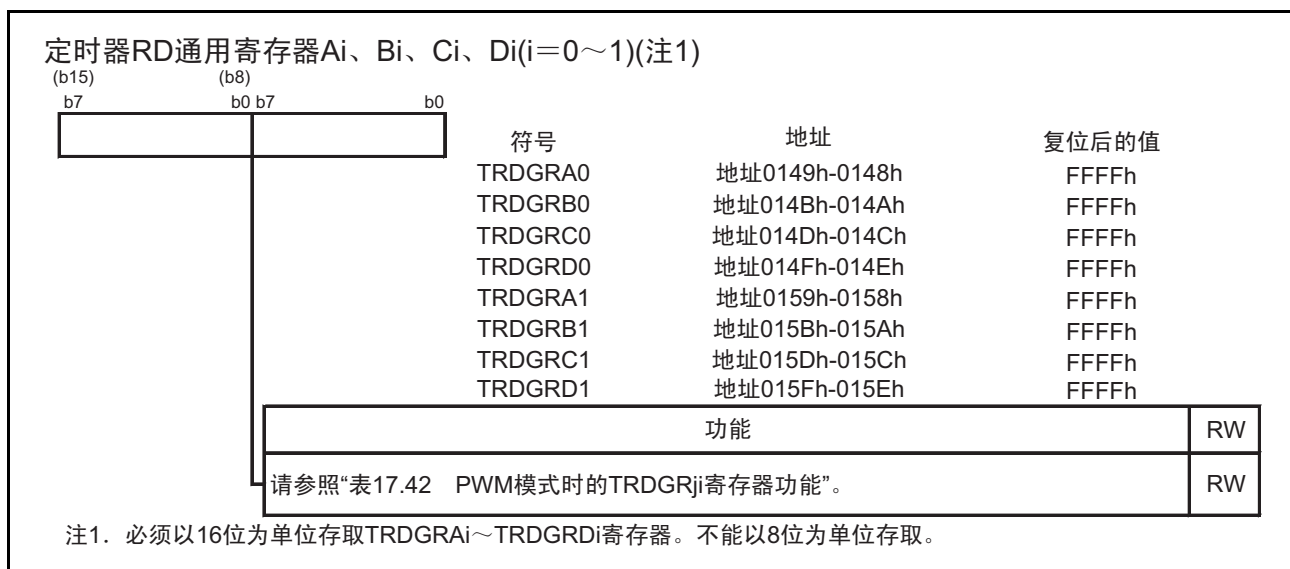 定时器RD通用寄存器Ai、Bi、Ci、Di(i＝0～1)(注1)
(b15) (b8)
b7 b0 b7 b0
符号 地址 复位后的值
TRDGRA0 地址0149h-0148h FFFFh
TRDGRB0 地址014Bh-014Ah FFFFh
TRDGRC0 地址014Dh-014Ch FFFFh
TRDGRD0 地址014Fh-014Eh FFFFh
TRDGRA1 地址0159h-0158h FFFFh
TRDGRB1 地址015Bh-015Ah FFFFh
TRDGRC1 地址015Dh-015Ch FFFFh
TRDGRD1 地址015Fh-015Eh FFFFh
功能 RW
请参照“表17.42　PWM模式时的TRDGRji寄存器功能”。 RW
注1．必须以16位为单位存取TRDGRAi～TRDGRDi寄存器。不能以8位为单位存取。